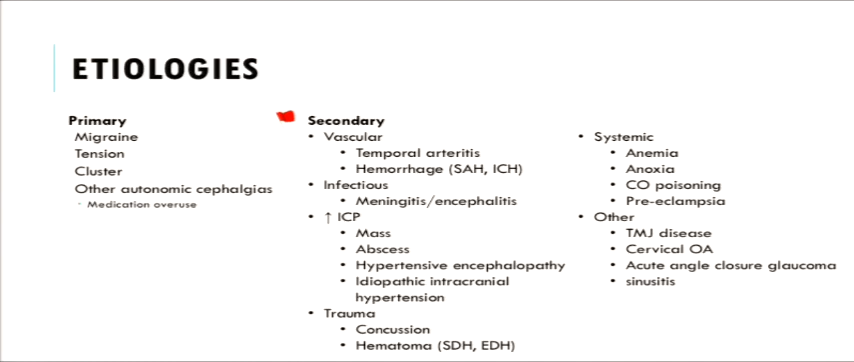 ETIOLOGIES
Primary
Migraine
Tension
Cluster
Other autonomic cephalgias
Medication overuse
Secondary
• Vascular
• Temporal arteritis
• Hemorrhage (SAH, ICH)
• Infectious
• Meningitis/encephalitis
• ↑ ICP
• Mass
• Abscess
• Hypertensive encephalopathy
• Idiopathic intracranial
hypertension
• Trauma
• Concussion
• Hematoma (SDH, EDH)
• Systemic
• Anemia
• Anoxia
• CO poisoning
• Pre-eclampsia
• Other
• TMJ disease
• Cervical OA
• Acute angle closure glaucoma
• sinusitis